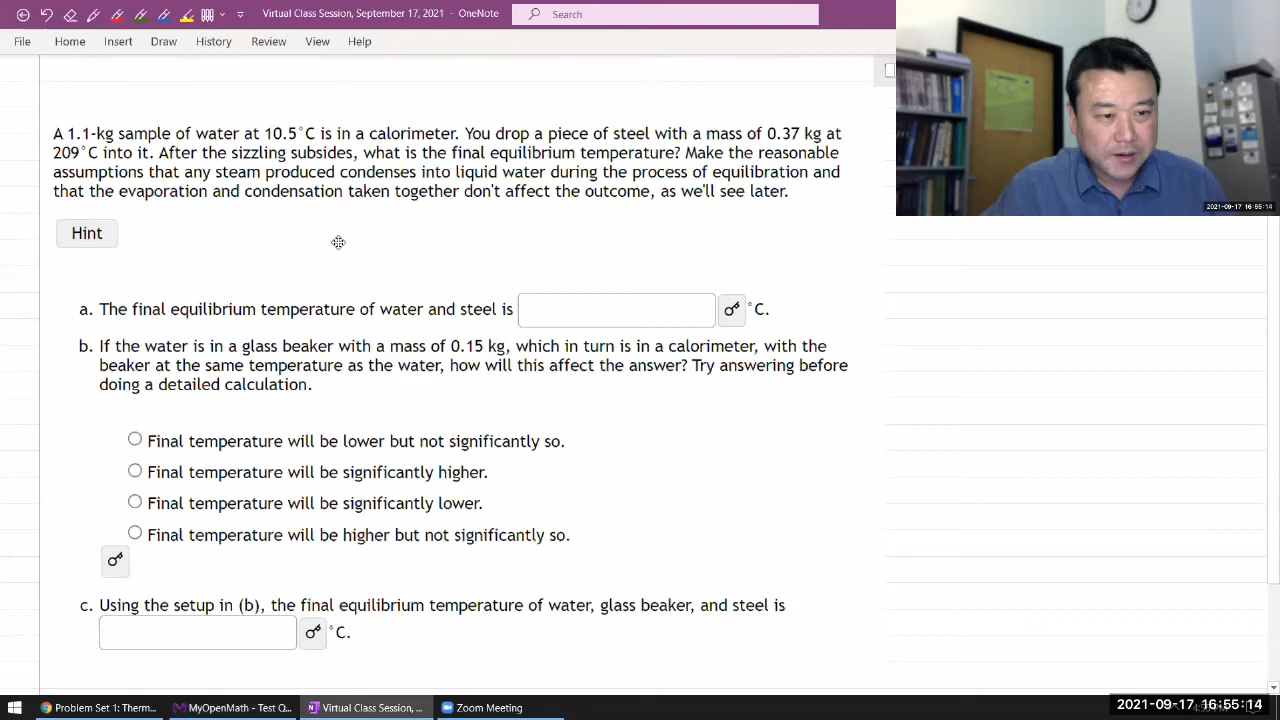 Virtual Class Session, September 17, 2021 - OneNote
Search
File Home Insert Draw History Review View Help
A 1.1-kg sample of water at 10.5°C is in a calorimeter. You drop a piece of steel with a mass of 0.37 kg at
209°C into it. After the sizzling subsides, what is the final equilibrium temperature? Make the reasonable
assumptions that any steam produced condenses into liquid water during the process of equilibration and
that the evaporation and condensation taken together don't affect the outcome, as we'll see later.
Hint
a. The final equilibrium temperature of water and steel is °C.
b. If the water is in a glass beaker with a mass of 0.15 kg, which in turn is in a calorimeter, with the
beaker at the same temperature as the water, how will this affect the answer? Try answering before
doing a detailed calculation.
Final temperature will be lower but not significantly so.
Final temperature will be significantly higher.
Final temperature will be significantly lower.
Final temperature will be higher but not significantly so.
c. Using the setup in (b), the final equilibrium temperature of water, glass beaker, and steel is
°C.
2021-09-17 16:55:14
Problem Set 1: Therm...
MyOpenMath - Test Q...
Virtual Class Session, ...
Zoom Meeting
2021-09-17 16:55:14